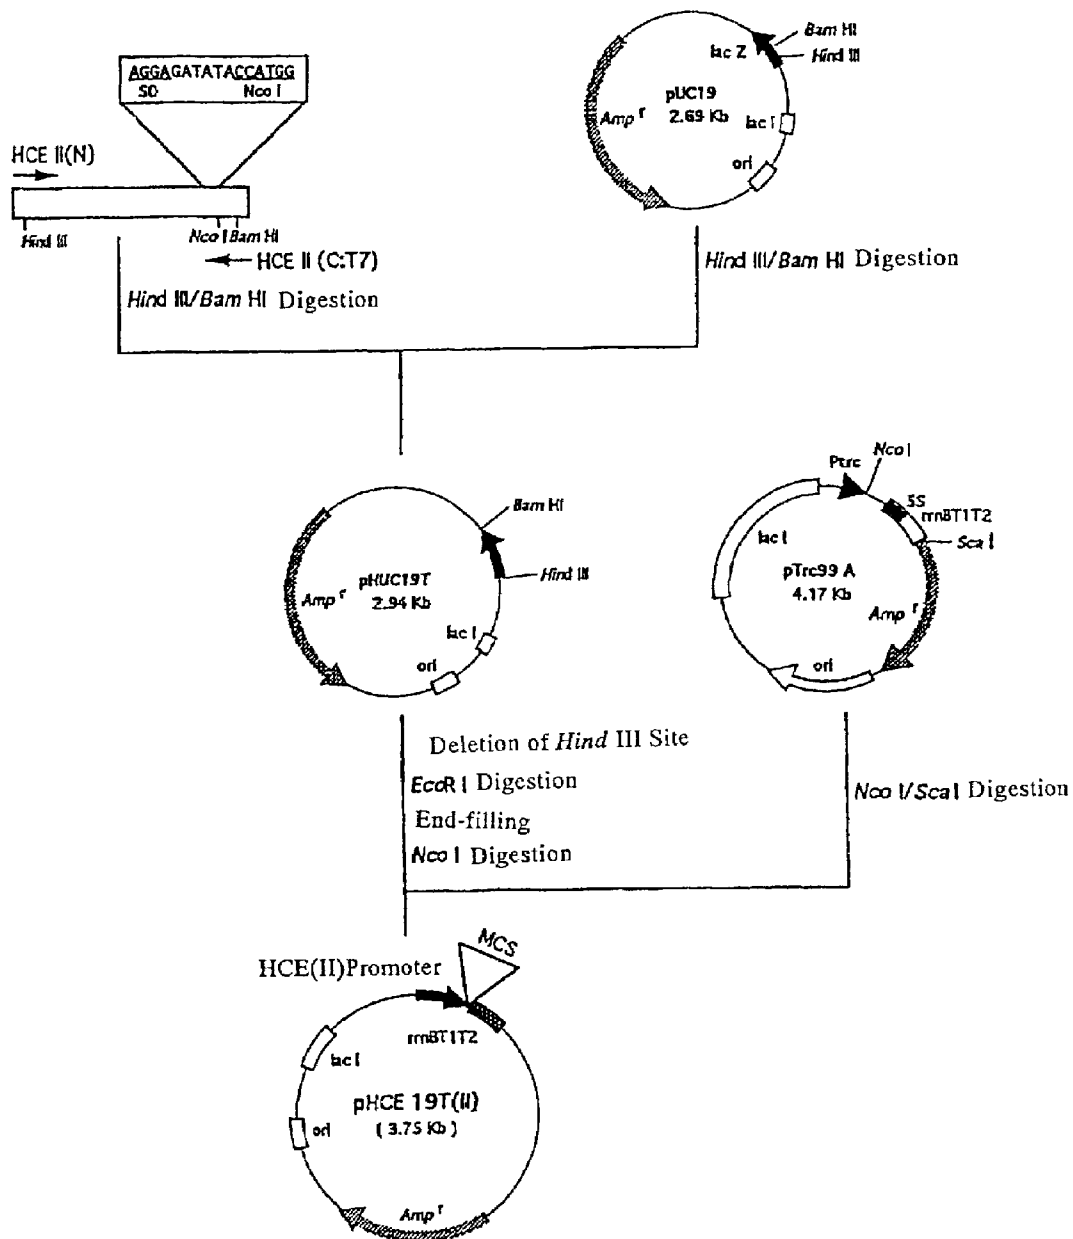 AGGAGATATACCATGG
SD Nco I
HCE II(N)
Hind III
Nco I Bam HI
HCE II (C:T7)
Hind III/Bam HI Digestion
Bam HI
Hind III
lac Z
pUC19
2.69 Kb
Amp r
lac I
ori
Hind III/Bam HI Digestion
Bam HI
Hind III
pHUC19T
2.94 Kb
Amp r
lac I
ori
Ptrc
Nco I
5S
rrnBT1T2
Sca I
lac I
pTrc99 A
4.17 Kb
Amp r
ori
Deletion of Hind III Site
EcoR I Digestion
End-filling
Nco I Digestion
Nco I/Sca I Digestion
MCS
HCE(II)Promoter
rrnBT1T2
lac I
pHCE 19T(II)
( 3.75 Kb )
ori
Amp r